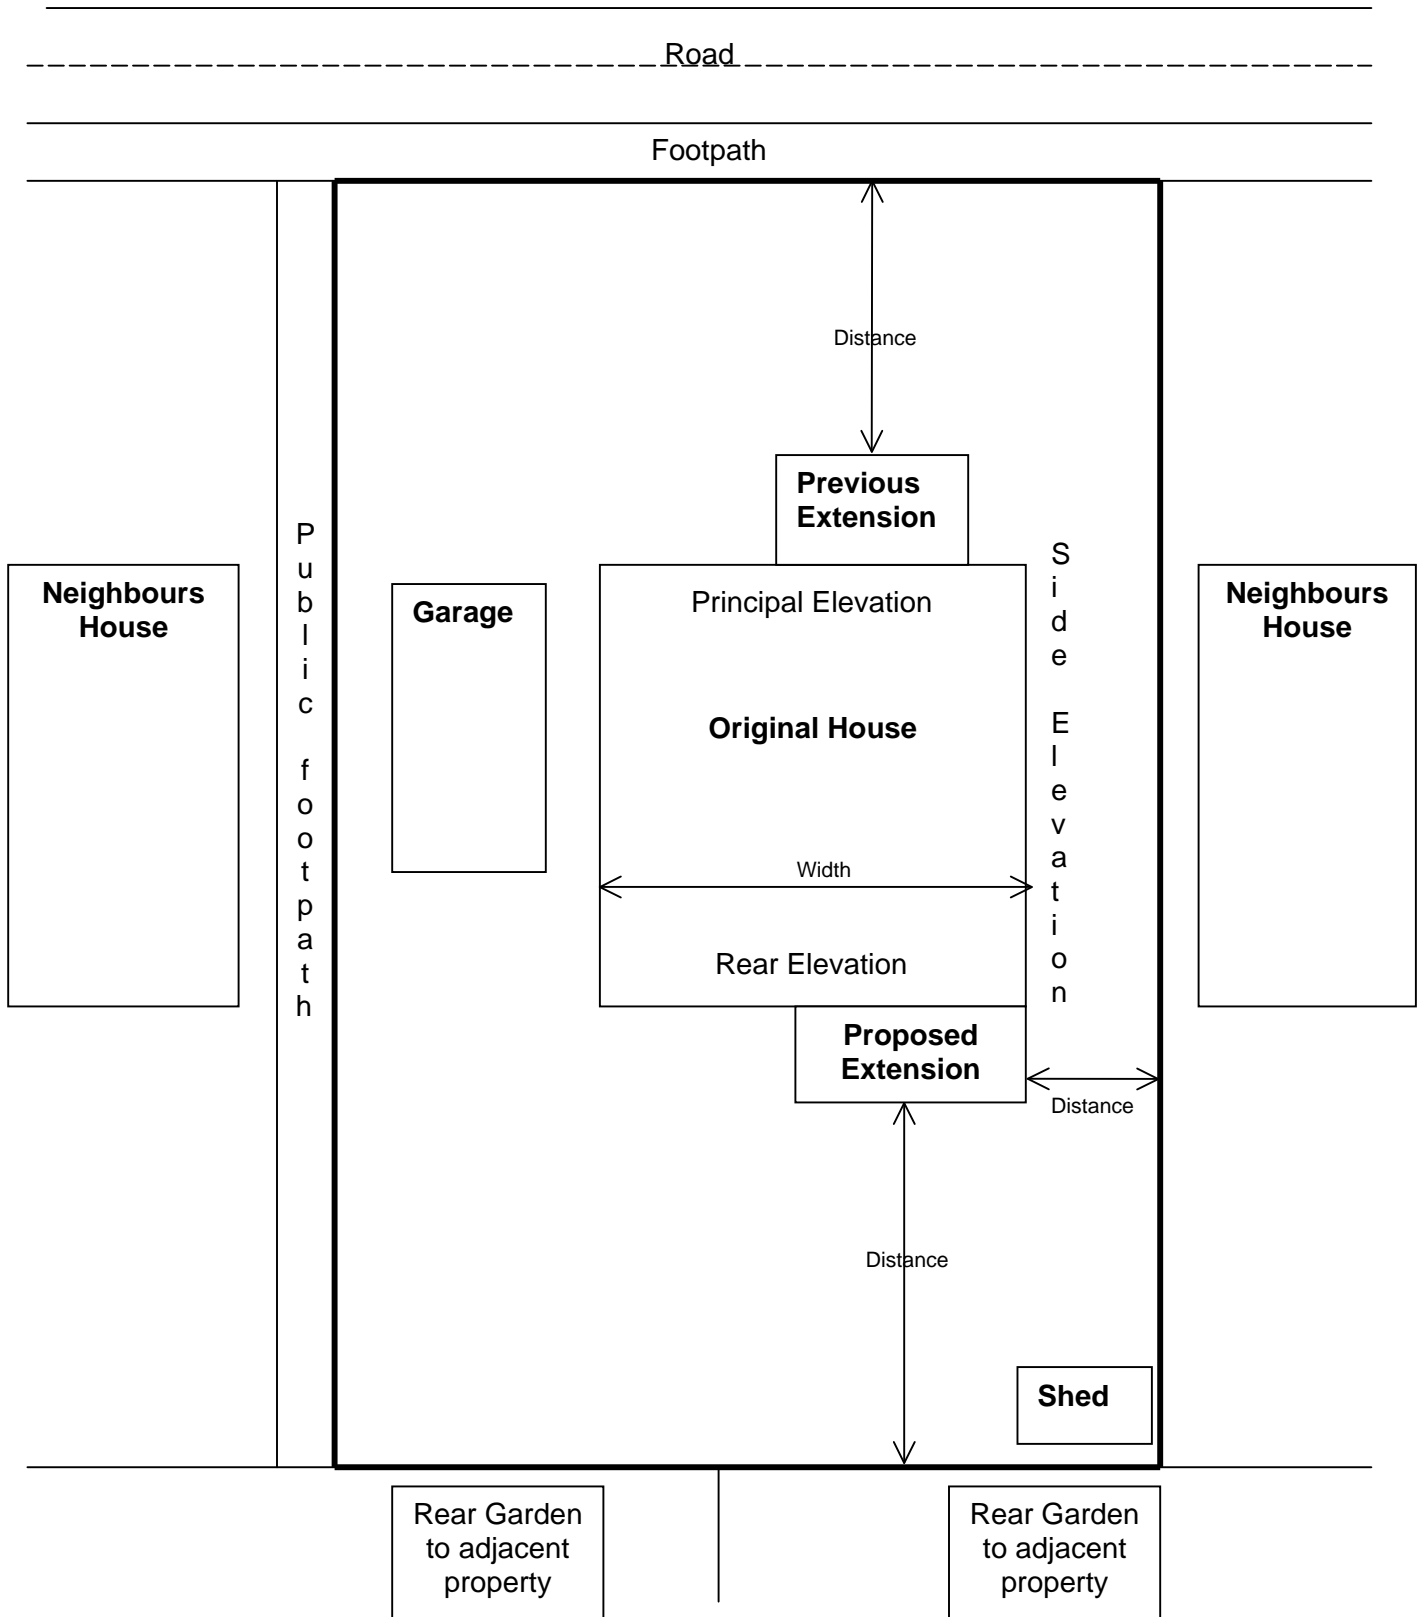 Road
Footpath
Distance
Previous
Extension
Public footpath
Side Elevation
Neighbours
House
Garage
Principal Elevation
Neighbours
House
Original House
Width
Rear Elevation
Proposed
Extension
Distance
Distance
Shed
Rear Garden
to adjacent
property
Rear Garden
to adjacent
property